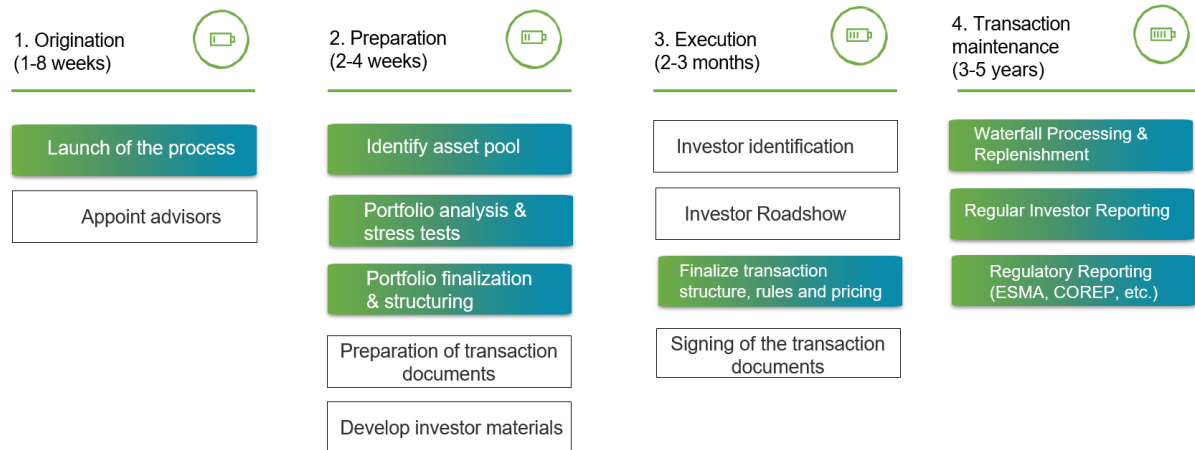 1. Origination
(1-8 weeks)
Launch of the process
Appoint advisors
2. Preparation
(2-4 weeks)
Identify asset pool
Portfolio analysis &
stress tests
Portfolio finalization
& structuring
Preparation of transaction
documents
Develop investor materials
3. Execution
(2-3 months)
Investor identification
Investor Roadshow
Finalize transaction
structure, rules and pricing
Signing of the transaction
documents
4. Transaction
maintenance
(3-5 years)
Waterfall Processing &
Replenishment
Regular Investor Reporting
Regulatory Reporting
(ESMA, COREP, etc.)